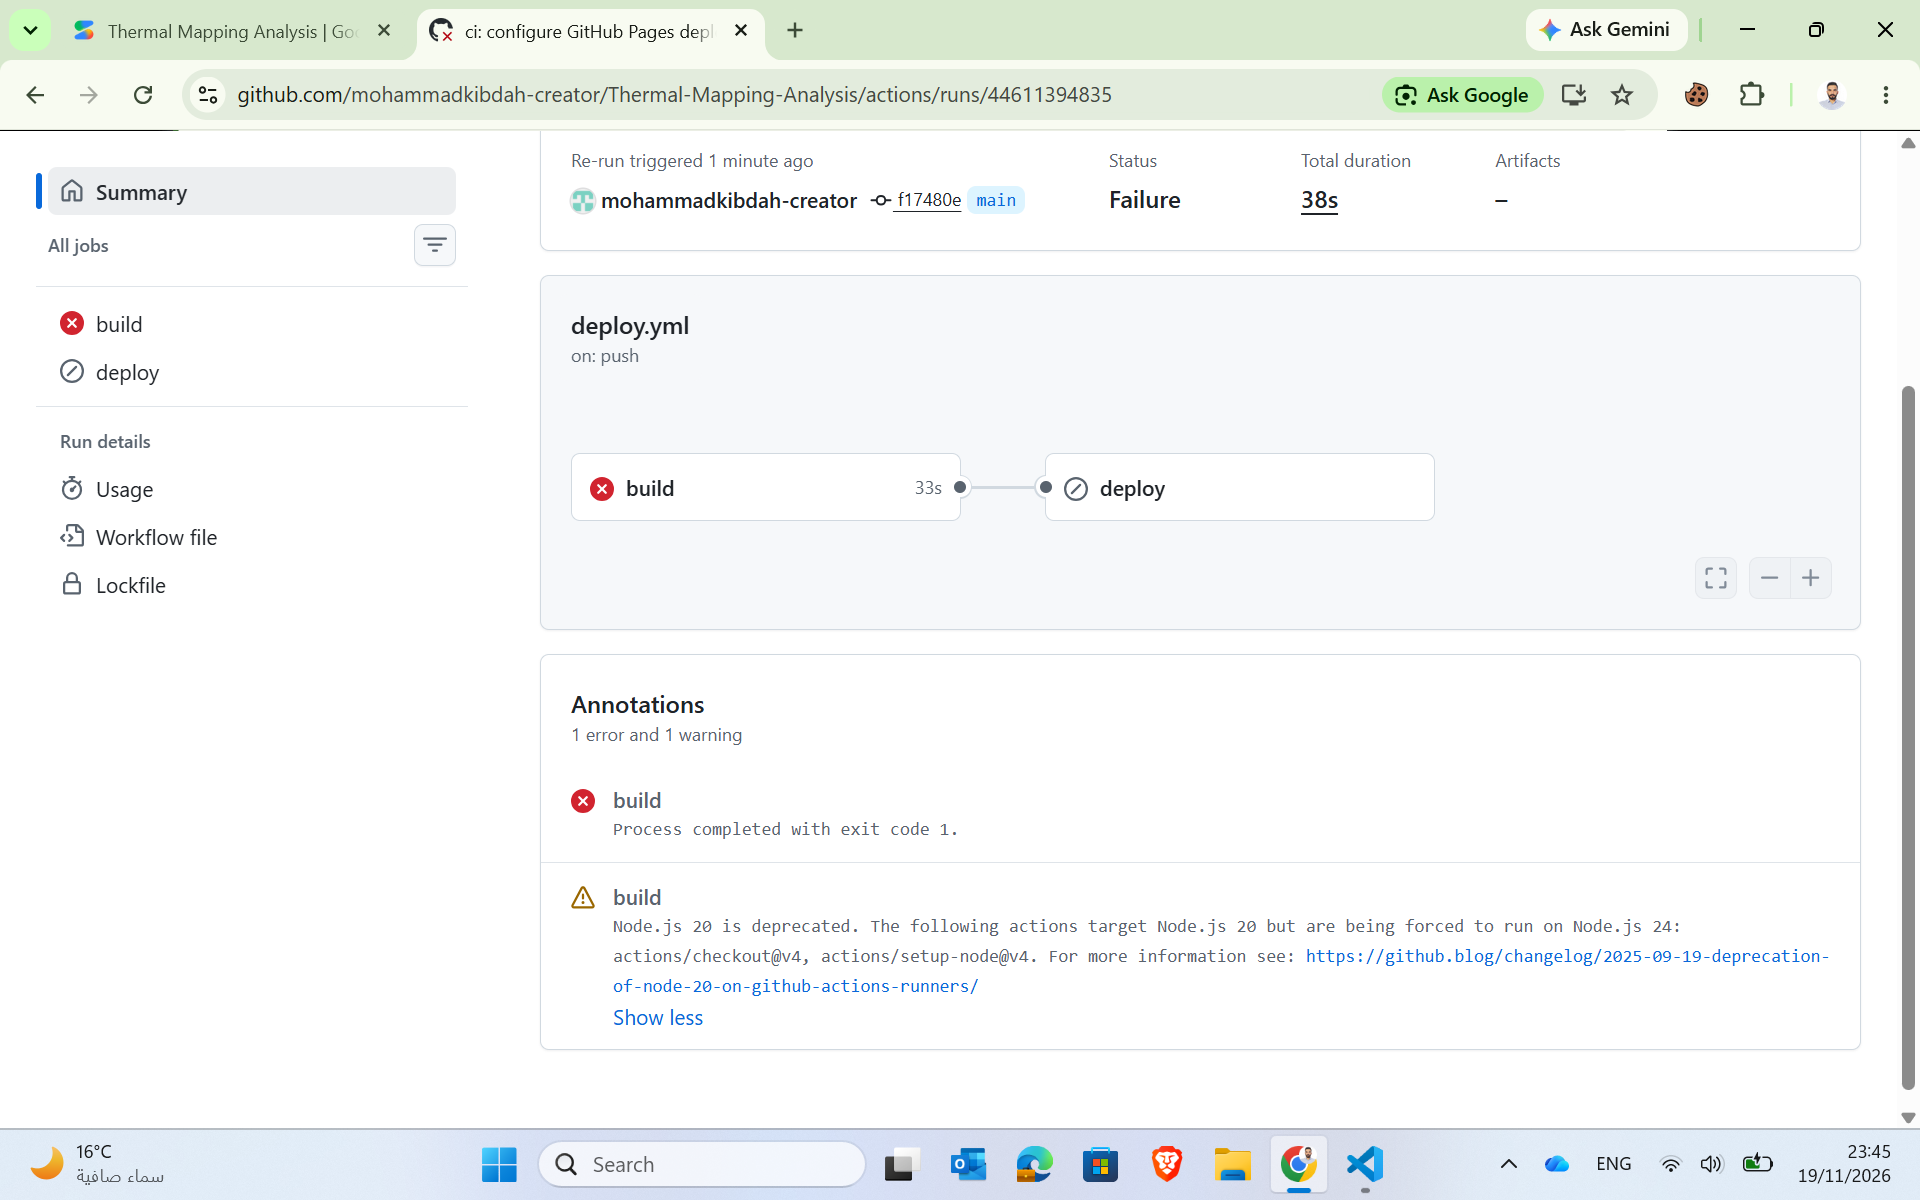 Thermal Mapping Analysis | Goo
ci: configure GitHub Pages depl
Ask Gemini
github.com/mohammadkibdah-creator/Thermal-Mapping-Analysis/actions/runs/44611394835
Ask Google
Summary
All jobs
build
deploy
Run details
Usage
Workflow file
Lockfile
Re-run triggered 1 minute ago
mohammadkibdah-creator f17480e main
Status
Failure
Total duration
38s
Artifacts
–
deploy.yml
on: push
build 33s
deploy
Annotations
1 error and 1 warning
build
Process completed with exit code 1.
build
Node.js 20 is deprecated. The following actions target Node.js 20 but are being forced to run on Node.js 24:
actions/checkout@v4, actions/setup-node@v4. For more information see: https://github.blog/changelog/2025-09-19-deprecation-
of-node-20-on-github-actions-runners/
Show less
16°C
سماء صافية
Search
ENG
23:45
19/11/2026